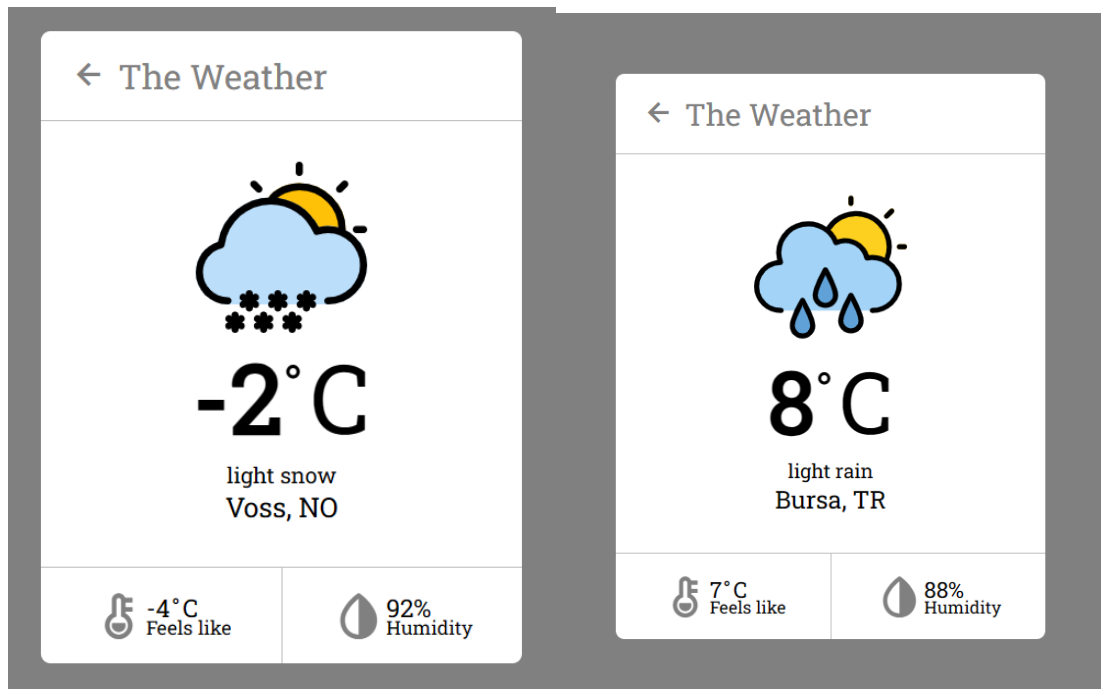 The Weather
-2°C
light snow
Voss, NO
-4°C
Feels like
92%
Humidity
The Weather
8°C
light rain
Bursa, TR
7°C
Feels like
88%
Humidity